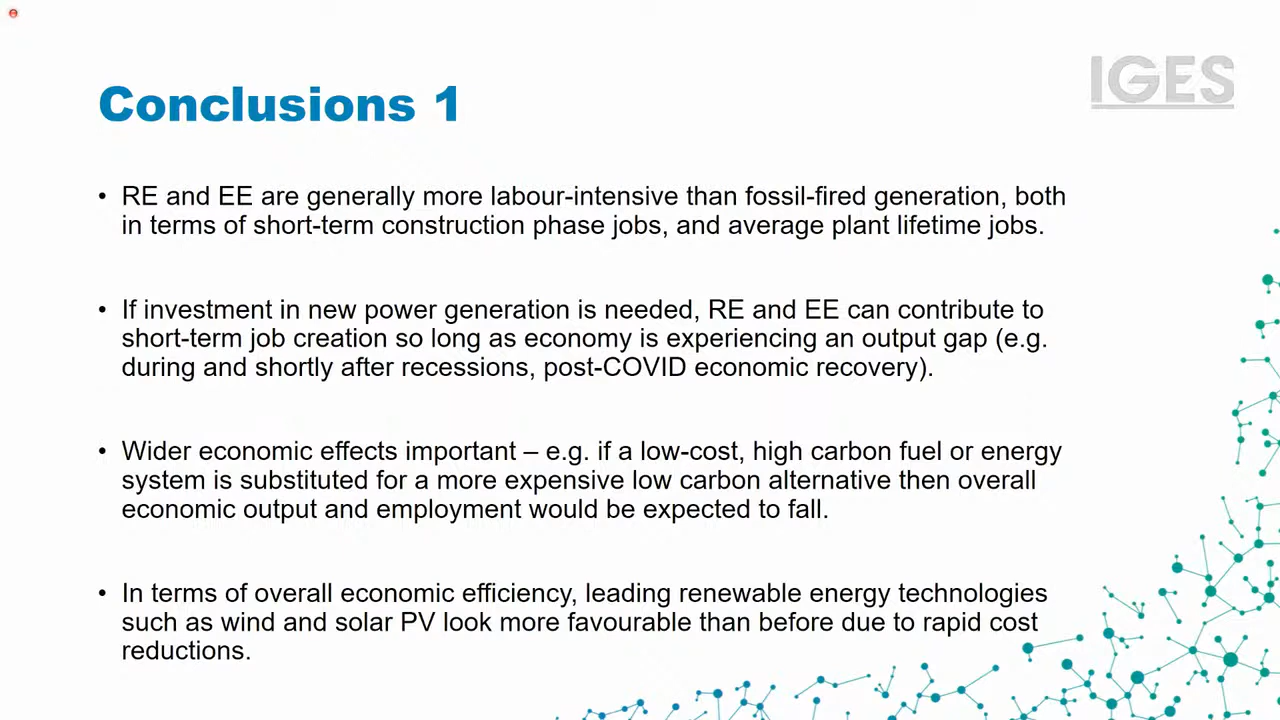 IGES
Conclusions 1
• RE and EE are generally more labour-intensive than fossil-fired generation, both
in terms of short-term construction phase jobs, and average plant lifetime jobs.
• If investment in new power generation is needed, RE and EE can contribute to
short-term job creation so long as economy is experiencing an output gap (e.g.
during and shortly after recessions, post-COVID economic recovery).
• Wider economic effects important – e.g. if a low-cost, high carbon fuel or energy
system is substituted for a more expensive low carbon alternative then overall
economic output and employment would be expected to fall.
• In terms of overall economic efficiency, leading renewable energy technologies
such as wind and solar PV look more favourable than before due to rapid cost
reductions.